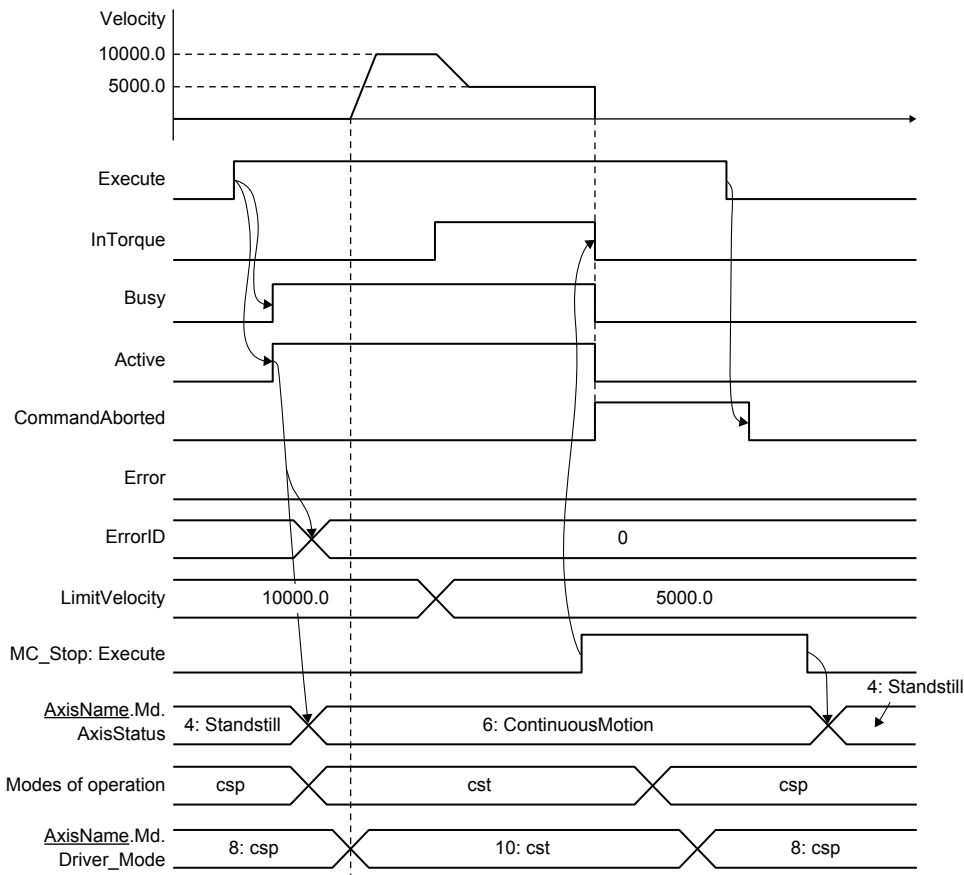 Velocity
10000.0
5000.0
Execute
InTorque
Busy
Active
CommandAborted
Error
ErrorID
0
LimitVelocity
10000.0
5000.0
MC_Stop: Execute
4: Standstill
AxisName.Md.
AxisStatus
4: Standstill
6: ContinuousMotion
Modes of operation
csp
cst
csp
AxisName.Md.
Driver_Mode
8: csp
10: cst
8: csp